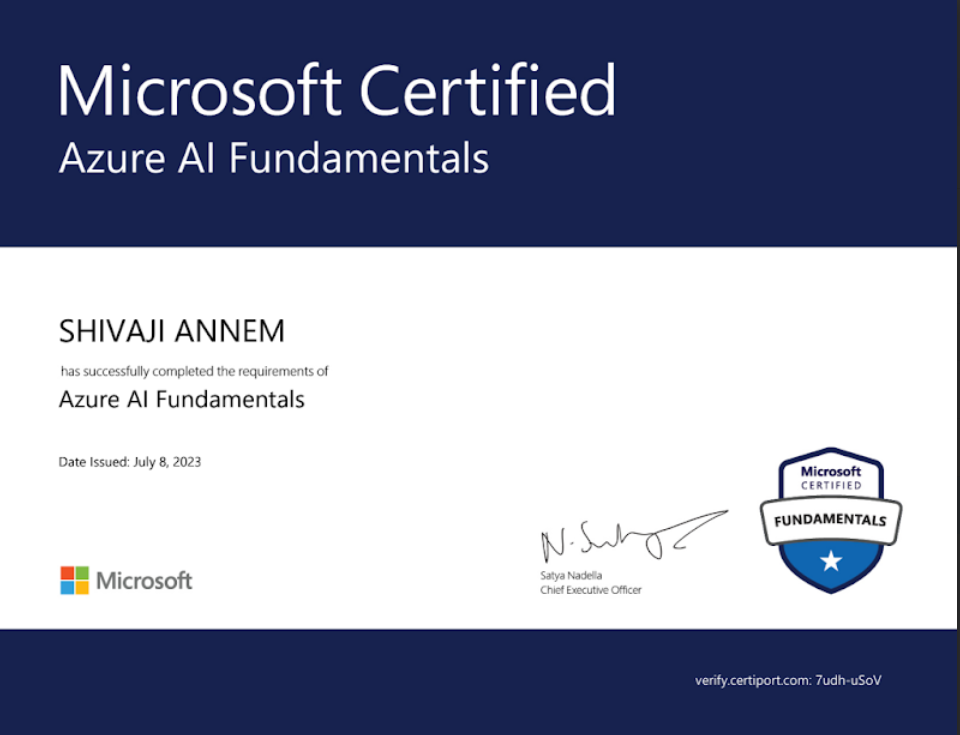 Microsoft Certified
Azure AI Fundamentals
SHIVAJI ANNEM
has successfully completed the requirements of
Azure AI Fundamentals
Date Issued: July 8, 2023
Microsoft
CERTIFIED
FUNDAMENTALS
Satya Nadella
Chief Executive Officer
Microsoft
verify.certiport.com: 7udh-uSoV